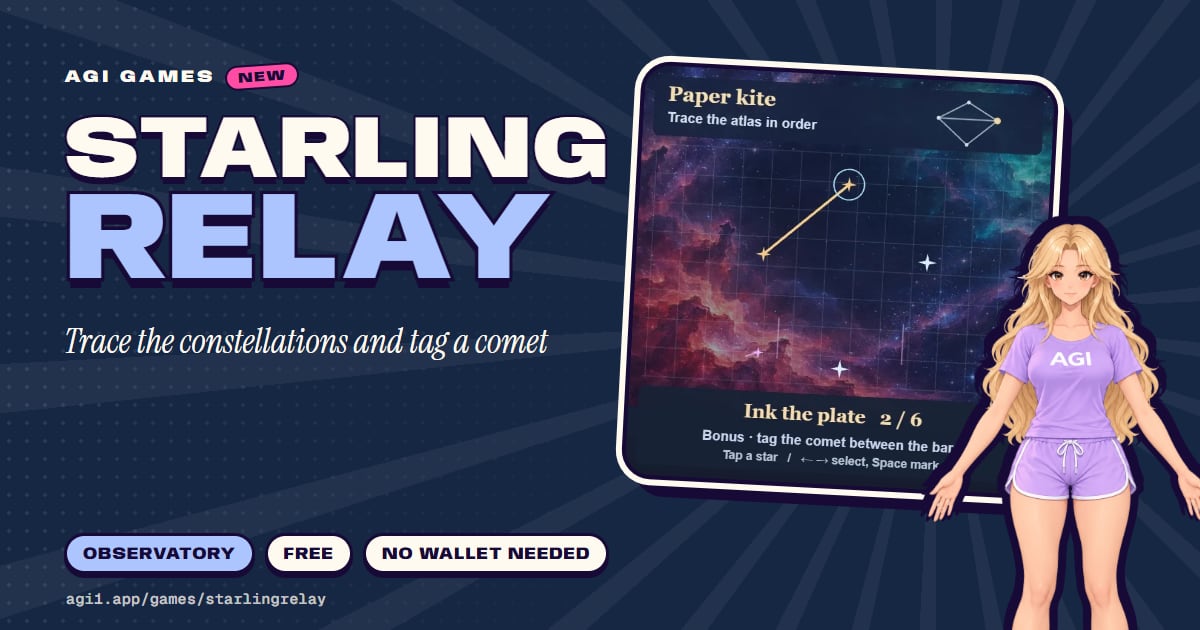 AGI GAMES NEW
STARLING
RELAY
Trace the constellations and tag a comet
OBSERVATORY FREE NO WALLET NEEDED
agi1.app/games/starlingrelay
Paper kite
Trace the atlas in order
Ink the plate 2 / 6
Bonus · tag the comet between the bar
Tap a star / ←→ select, Space mark
AGI